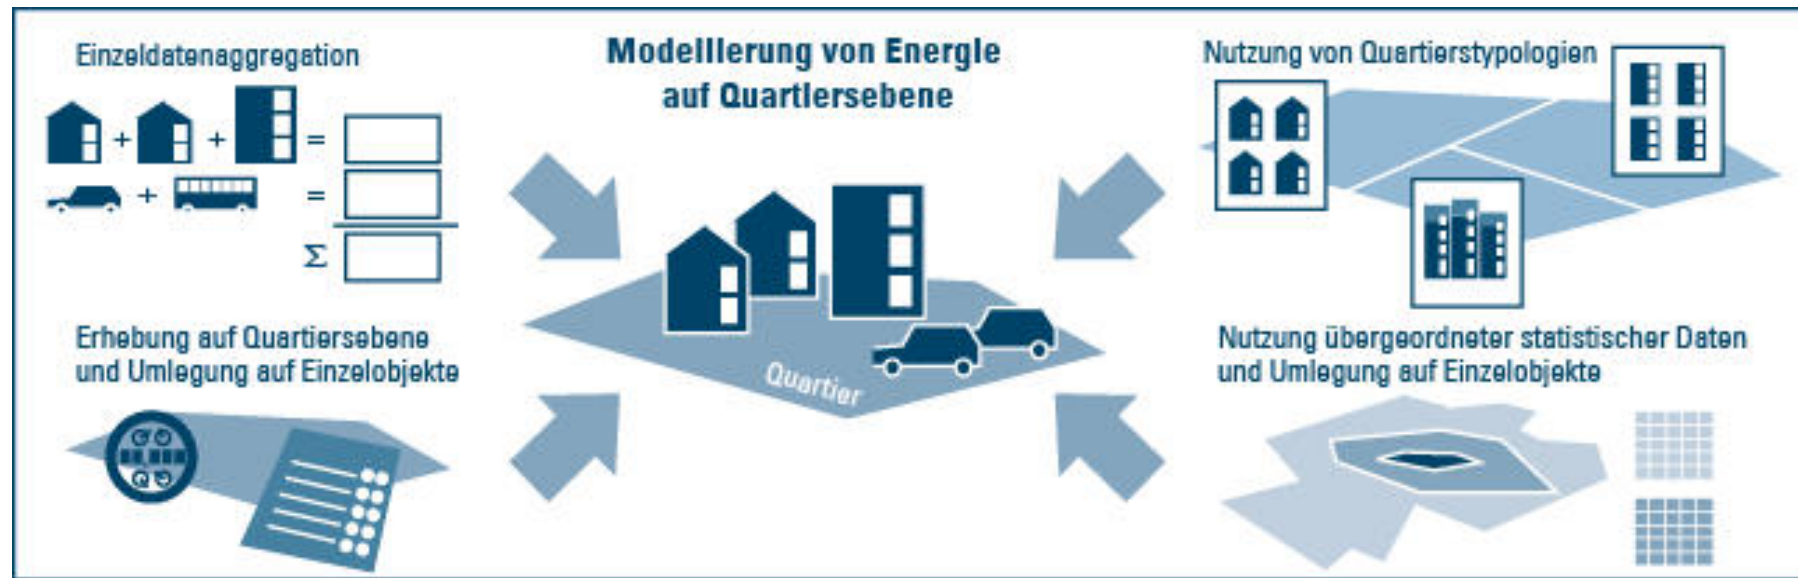 Einzeldatenaggregation
Modellierung von Energie
auf Quartiersebene
Nutzung von Quartierstypologien
+ + =
+ =
Σ
Erhebung auf Quartiersebene
und Umlegung auf Einzelobjekte
Quartier
Nutzung übergeordneter statistischer Daten
und Umlegung auf Einzelobjekte